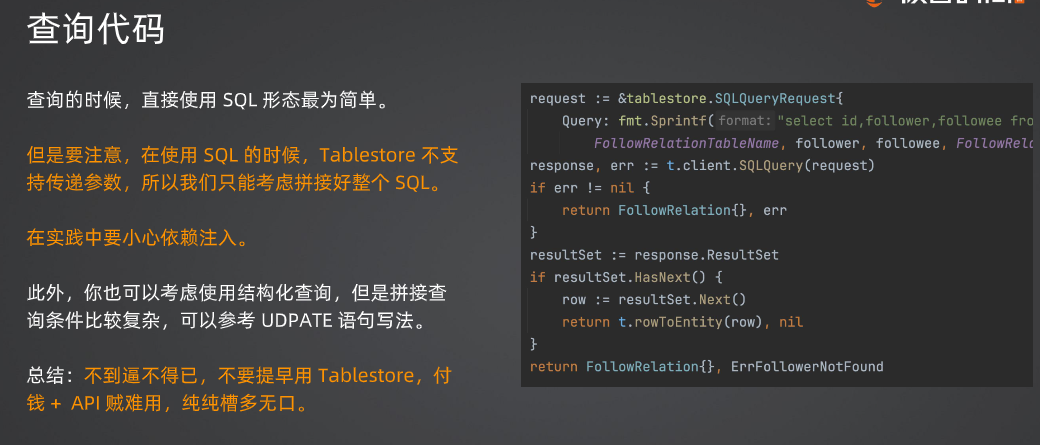 查询代码
查询的时候，直接使用 SQL 形态最为简单。
但是要注意，在使用 SQL 的时候，Tablestore 不支
持传递参数，所以我们只能考虑拼接好整个 SQL。
在实践中要小心依赖注入。
此外，你也可以考虑使用结构化查询，但是拼接查
询条件比较复杂，可以参考 UDPATE 语句写法。
总结：不到逼不得已，不要提早用 Tablestore，付
钱 + API 贼难用，纯纯槽多无口。
request := &tablestore.SQLQueryRequest{
Query: fmt.Sprintf( format: "select id,follower,followee fro
FollowRelationTableName, follower, followee, FollowRela
response, err := t.client.SQLQuery(request)
if err != nil {
return FollowRelation{}, err
}
resultSet := response.ResultSet
if resultSet.HasNext() {
row := resultSet.Next()
return t.rowToEntity(row), nil
}
return FollowRelation{}, ErrFollowerNotFound